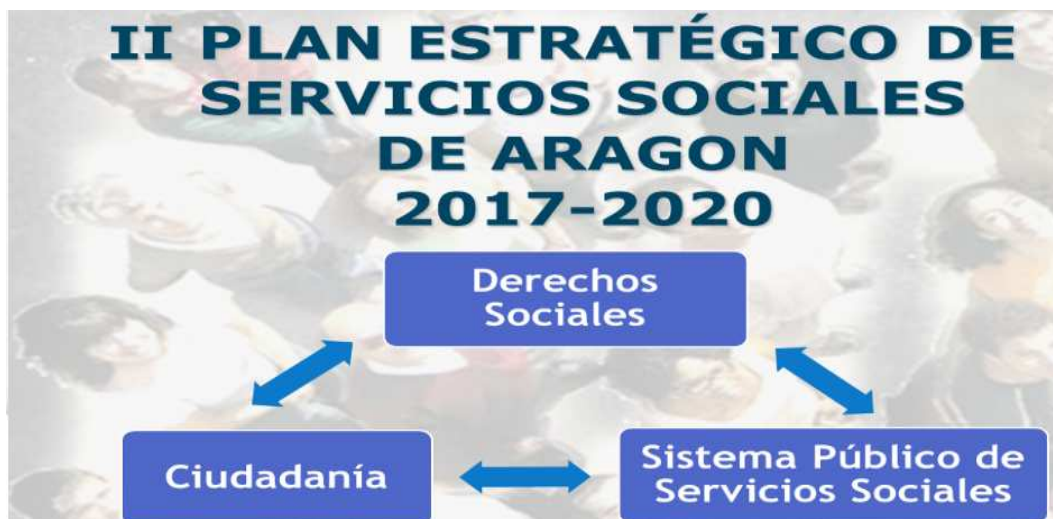 II PLAN ESTRATÉGICO DE
SERVICIOS SOCIALES
DE ARAGON
2017-2020
Derechos
Sociales
Ciudadanía
Sistema Público de
Servicios Sociales